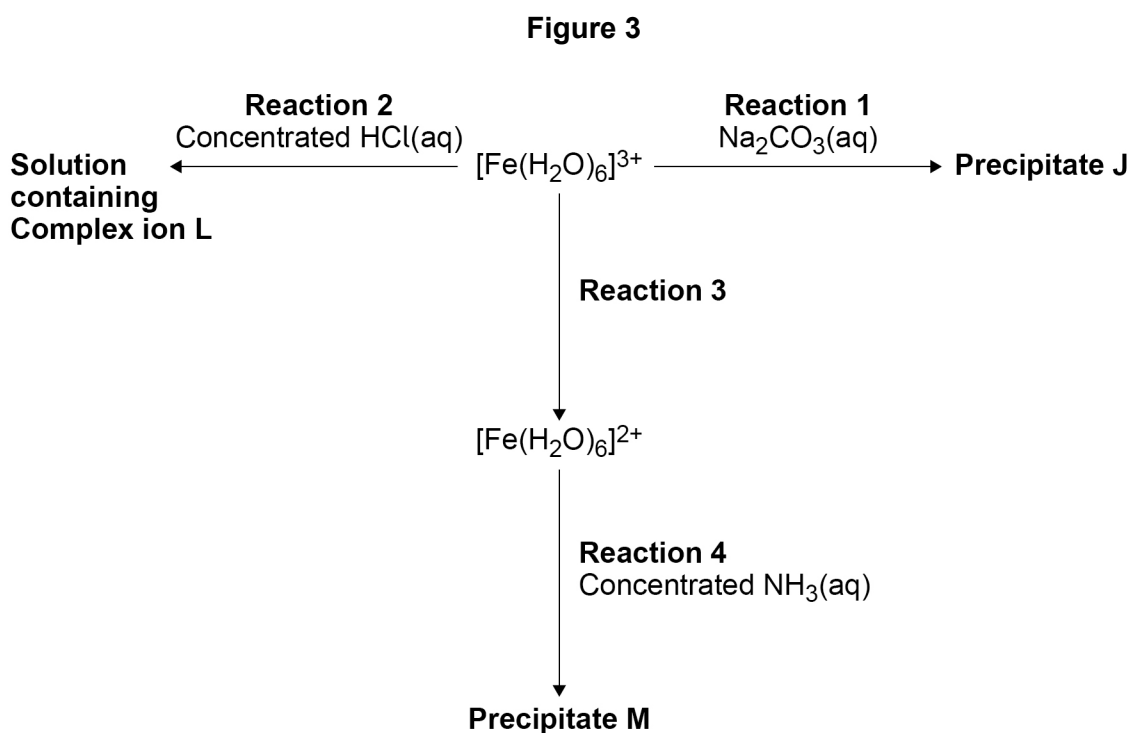 Figure 3
Reaction 2
Concentrated HCl(aq)
Reaction 1
Na₂CO₃(aq)
Solution
containing
Complex ion L
[Fe(H₂O)₆]³⁺
Precipitate J
Reaction 3
[Fe(H₂O)₆]²⁺
Reaction 4
Concentrated NH₃(aq)
Precipitate M